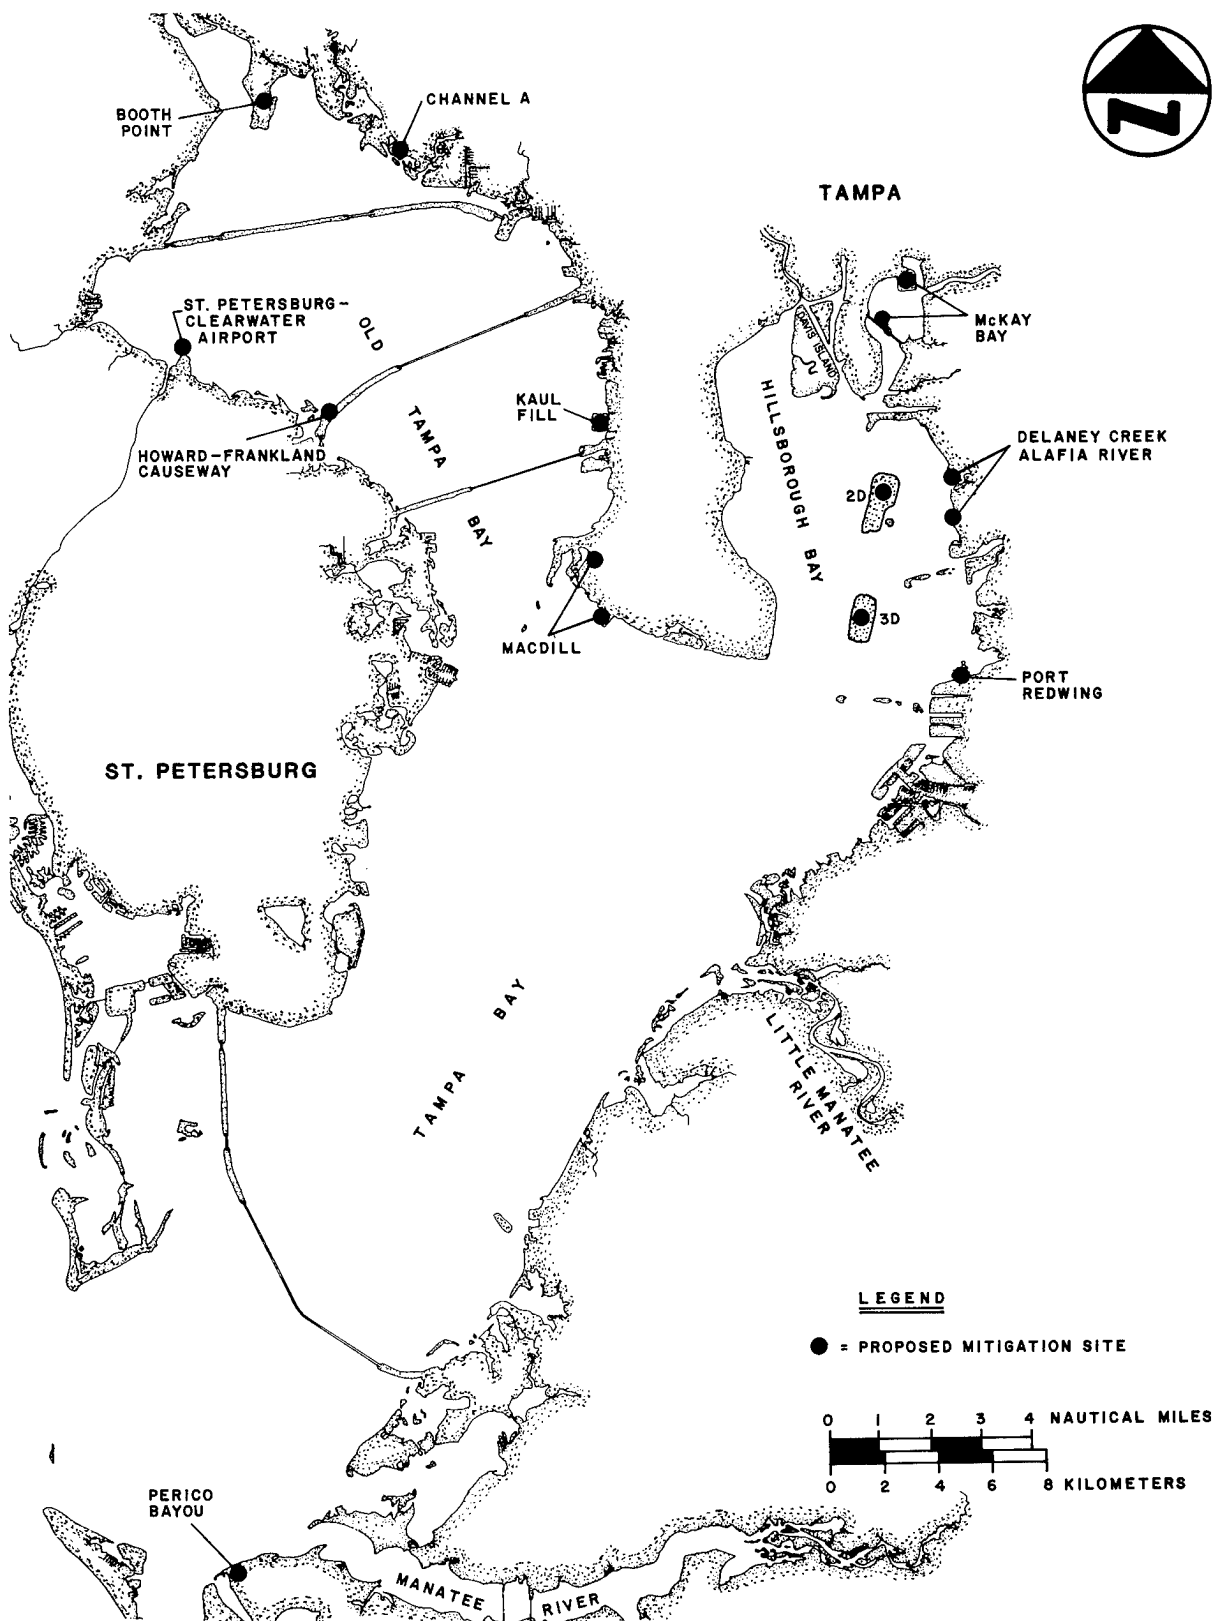 CHANNEL A
BOOTH
POINT
N
TAMPA
ST. PETERSBURG-
CLEARWATER
AIRPORT
OLD
TAMPA
BAY
McKAY
BAY
DAVIS ISLAND
KAUL
FILL
HILLSBOROUGH BAY
HOWARD-FRANKLAND
CAUSEWAY
DELANEY CREEK
ALAFIA RIVER
2D
3D
MACDILL
PORT
REDWING
ST. PETERSBURG
TAMPA BAY
LITTLE MANATEE
RIVER
LEGEND
= PROPOSED MITIGATION SITE
0 1 2 3 4 NAUTICAL MILES
0 2 4 6 8 KILOMETERS
PERICO
BAYOU
MANATEE RIVER